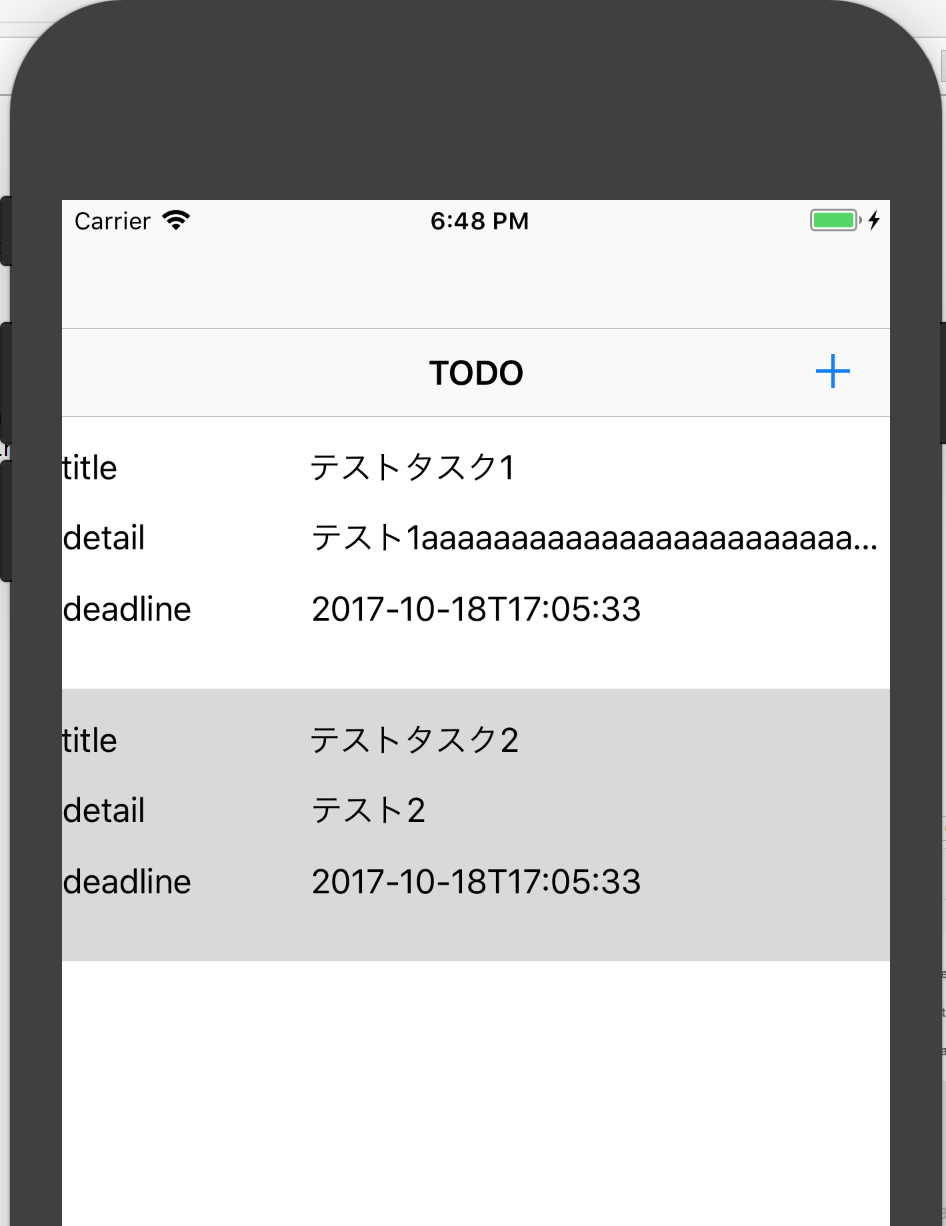 Carrier 6:48 PM
TODO
title テストタスク1
detail テスト1aaaaaaaaaaaaaaaaaaaaaaaa...
deadline 2017-10-18T17:05:33
title テストタスク2
detail テスト2
deadline 2017-10-18T17:05:33